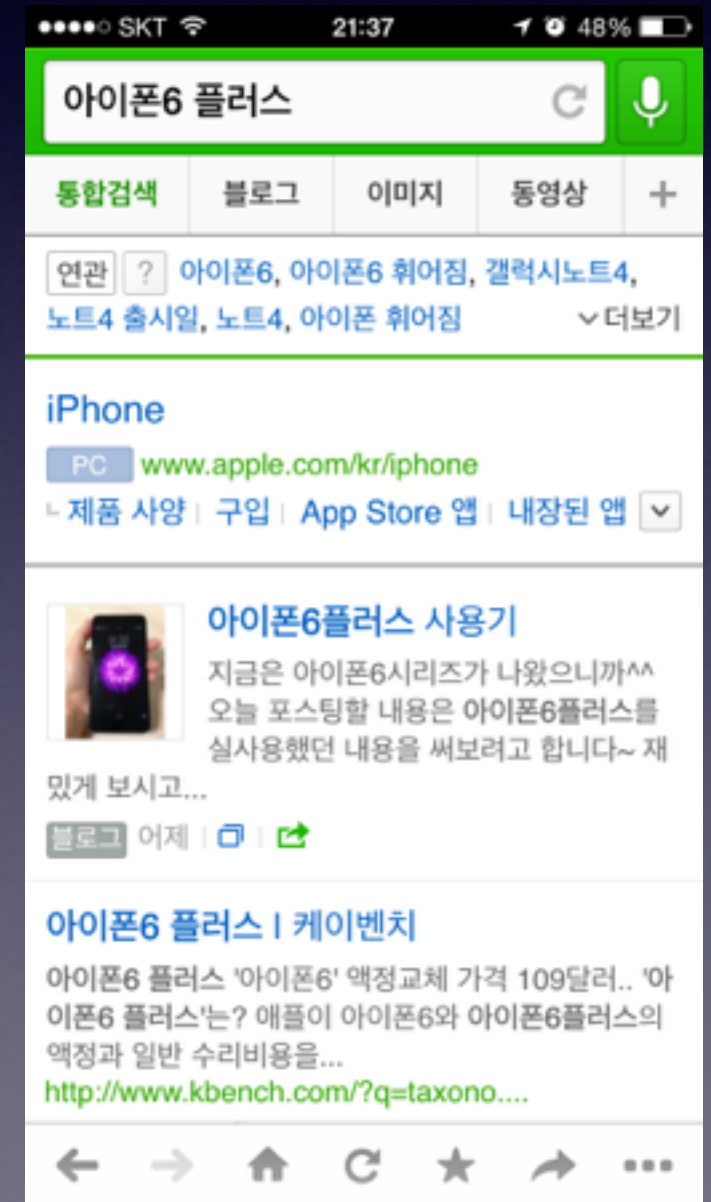 SKT 21:37 48%
아이폰6 플러스
통합검색 블로그 이미지 동영상 +
연관 ? 아이폰6, 아이폰6 휘어짐, 갤럭시노트4,
노트4 출시일, 노트4, 아이폰 휘어짐 더보기
iPhone
PC www.apple.com/kr/iphone
제품 사양 | 구입 | App Store 앱 | 내장된 앱
아이폰6플러스 사용기
지금은 아이폰6시리즈가 나왔으니까^^
오늘 포스팅할 내용은 아이폰6플러스를
실사용했던 내용을 써보려고 합니다~ 재
밌게 보시고...
블로그 어제
아이폰6 플러스 | 케이벤치
아이폰6 플러스 '아이폰6' 액정교체 가격 109달러.. '아
이폰6 플러스'는? 애플이 아이폰6와 아이폰6플러스의
액정과 일반 수리비용을...
http://www.kbench.com/?q=taxono....